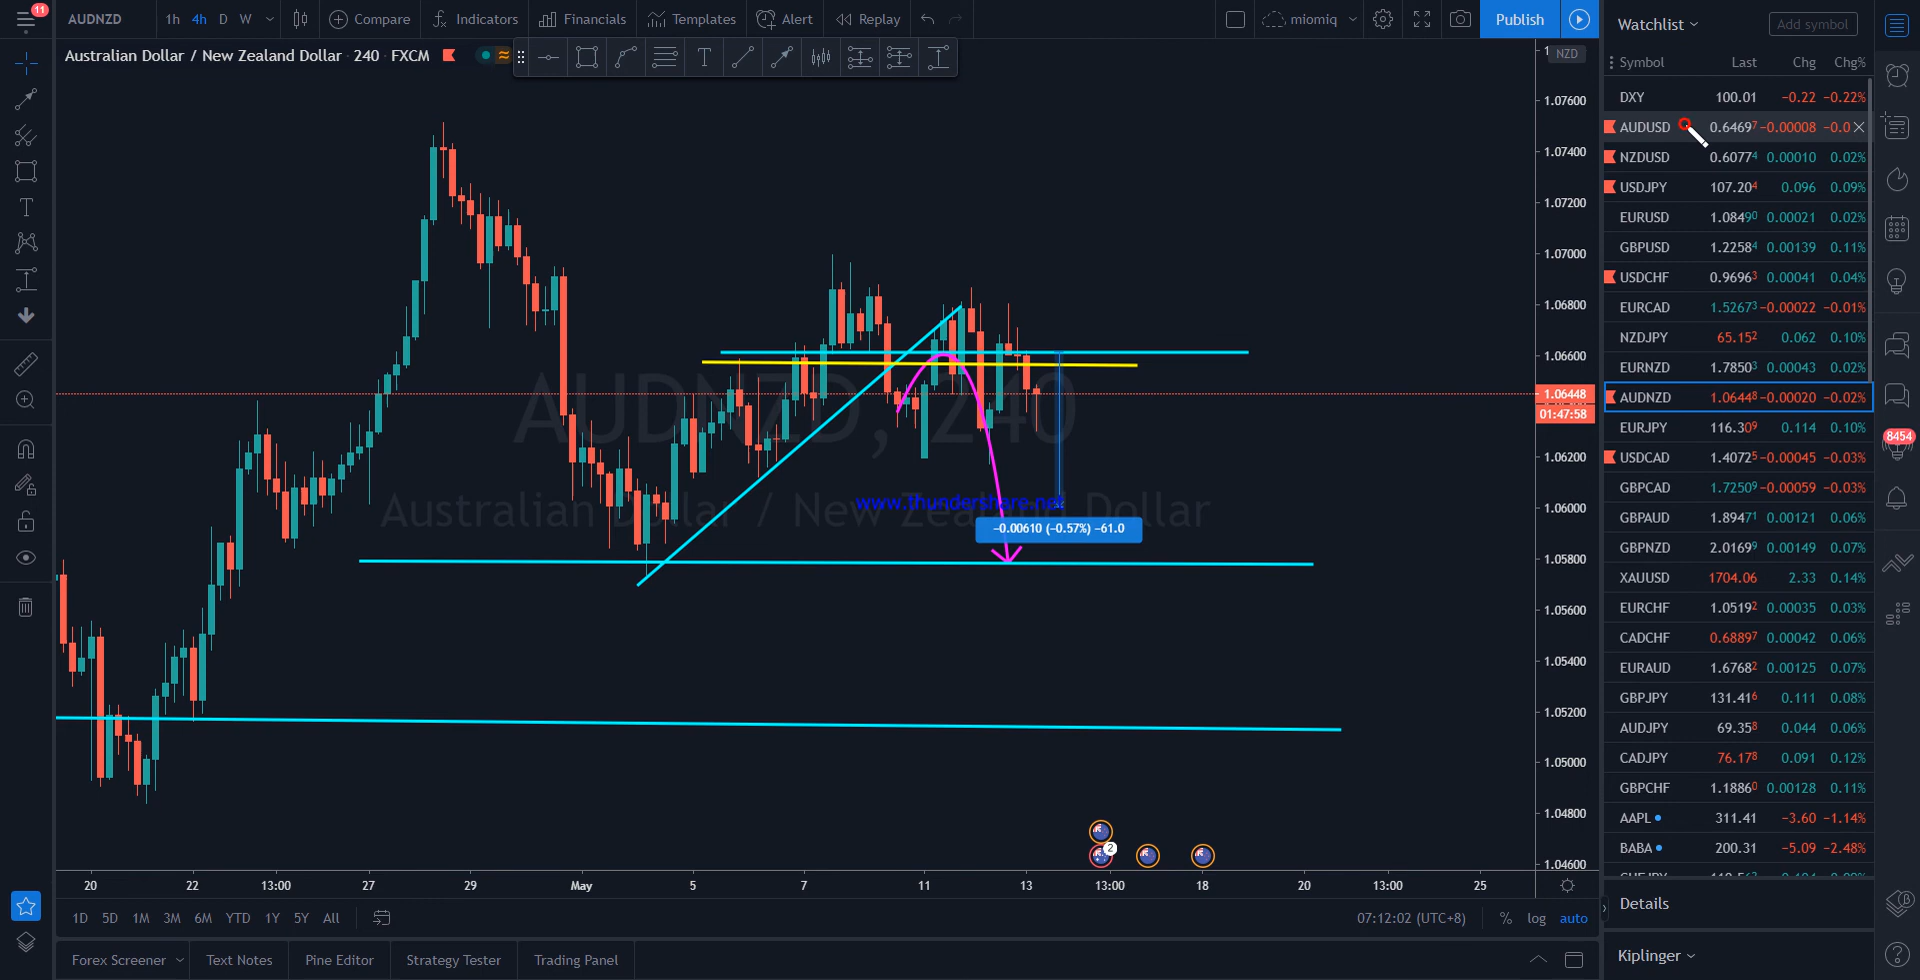 11
AUDNZD 1h 4h D W Compare Indicators Financials Templates Alert Replay miomiq Publish
Australian Dollar / New Zealand Dollar · 240 · FXCM
NZD
1.07600
1.07400
1.07200
1.07000
1.06800
1.06600
1.06448
01:47:58
1.06200
1.06000
1.05800
1.05600
1.05400
1.05200
1.05000
1.04800
1.04600
AUDNZD, 240
Australian Dollar / New Zealand Dollar
www.thundershare.net
−0.00610 (−0.57%) −61.0
2
20 22 13:00 27 29 May 5 7 11 13 13:00 18 20 13:00 25
1D 5D 1M 3M 6M YTD 1Y 5Y All 07:12:02 (UTC+8) % log auto
Forex Screener Text Notes Pine Editor Strategy Tester Trading Panel
Watchlist Add symbol
Symbol Last Chg Chg%
DXY 100.01 −0.22 −0.22%
AUDUSD 0.64697 −0.00008 −0.0
NZDUSD 0.60774 0.00010 0.02%
USDJPY 107.204 0.096 0.09%
EURUSD 1.08490 0.00021 0.02%
GBPUSD 1.22584 0.00139 0.11%
USDCHF 0.96963 0.00041 0.04%
EURCAD 1.52673 −0.00022 −0.01%
NZDJPY 65.152 0.062 0.10%
EURNZD 1.78503 0.00043 0.02%
AUDNZD 1.06448 −0.00020 −0.02%
EURJPY 116.309 0.114 0.10%
USDCAD 1.40725 −0.00045 −0.03%
GBPCAD 1.72509 −0.00059 −0.03%
GBPAUD 1.89471 0.00121 0.06%
GBPNZD 2.01699 0.00149 0.07%
XAUUSD 1704.06 2.33 0.14%
EURCHF 1.05192 0.00035 0.03%
CADCHF 0.68897 0.00042 0.06%
EURAUD 1.67682 0.00125 0.07%
GBPJPY 131.416 0.111 0.08%
AUDJPY 69.358 0.044 0.06%
CADJPY 76.178 0.091 0.12%
GBPCHF 1.18860 0.00128 0.11%
AAPL 311.41 −3.60 −1.14%
BABA 200.31 −5.09 −2.48%
Details
Kiplinger
8454